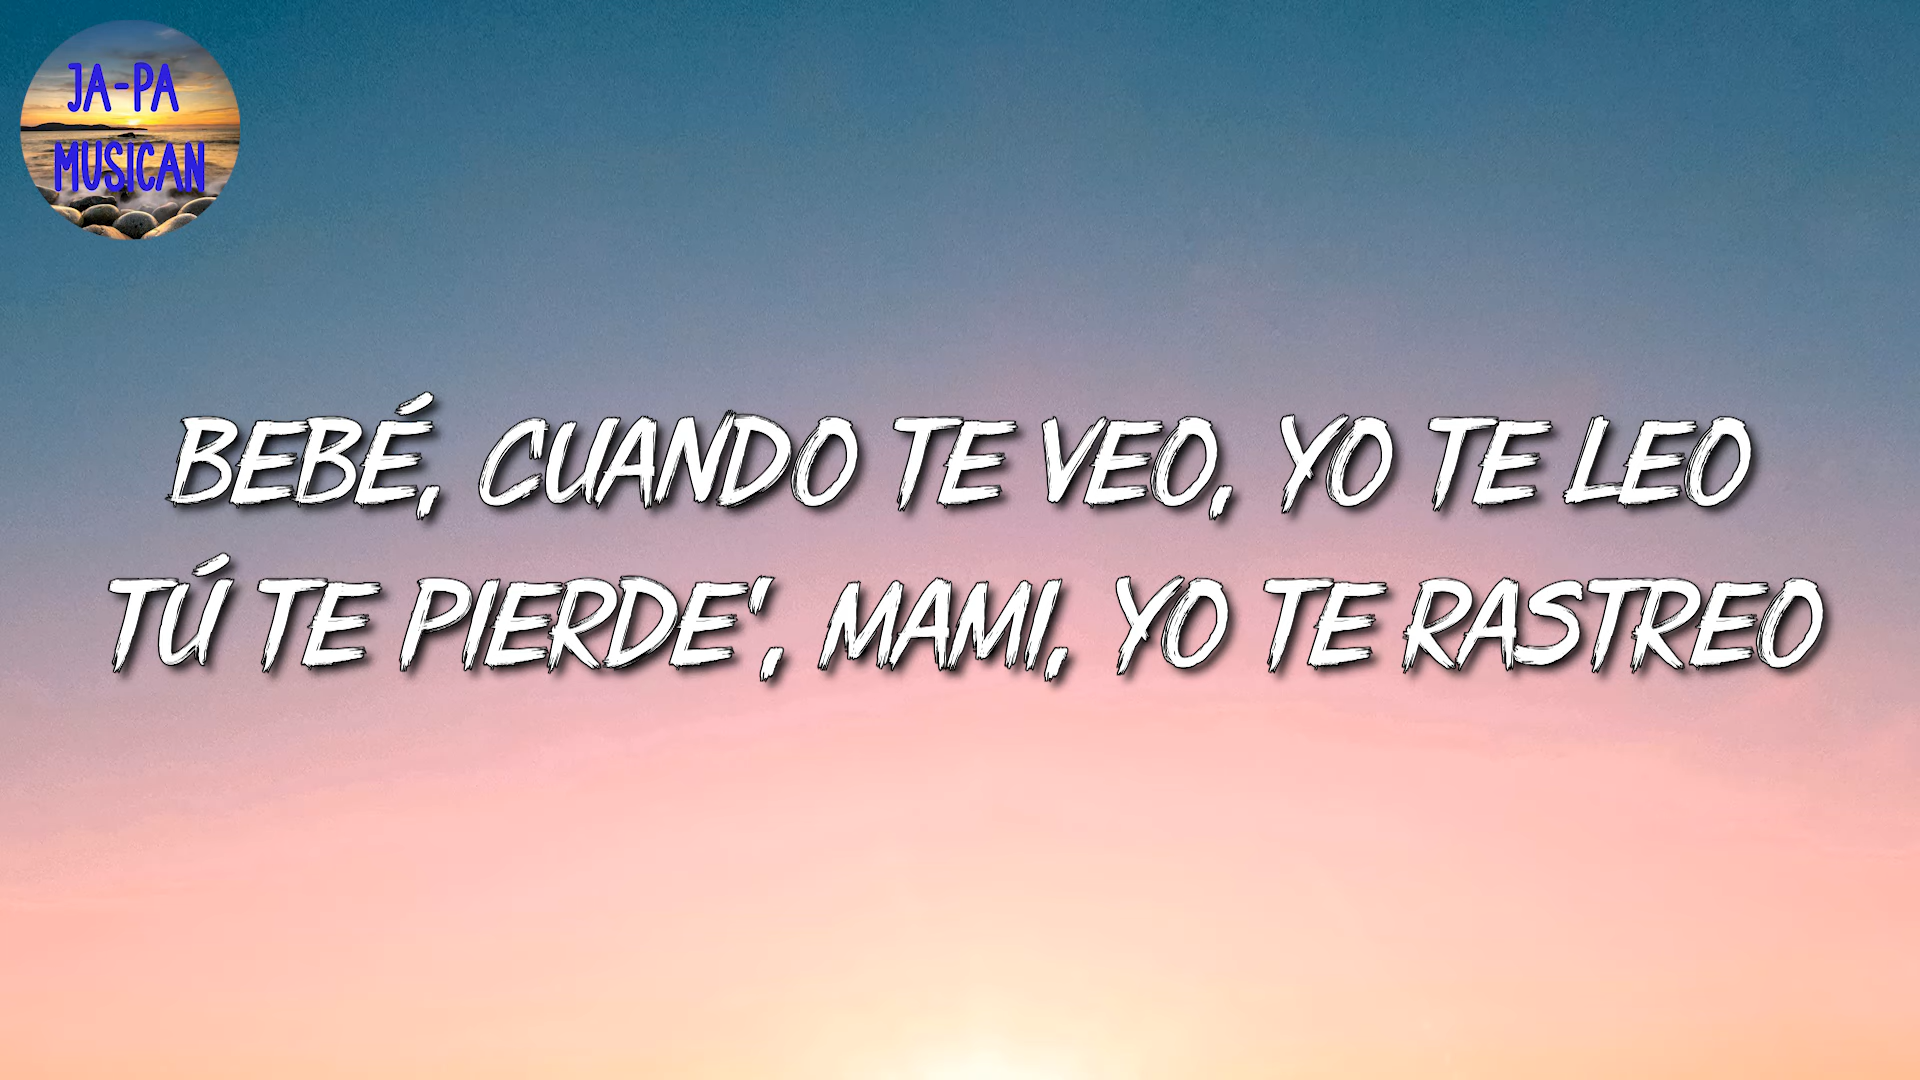 JA-PA
MUSICAN
BEBÉ, CUANDO TE VEO, YO TE LEO
TÚ TE PIERDE', MAMI, YO TE RASTREO